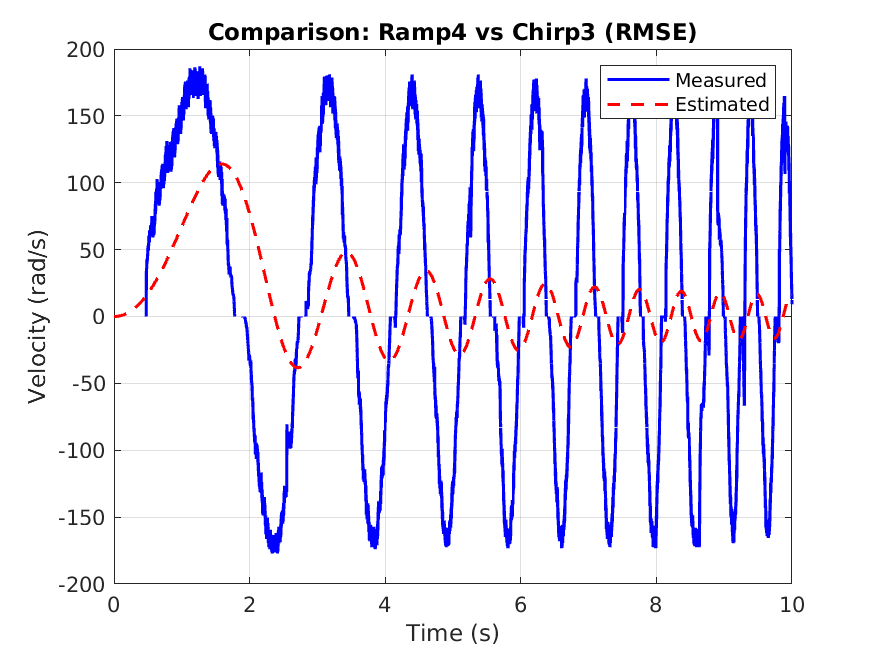 Comparison: Ramp4 vs Chirp3 (RMSE)
Measured
Estimated
Velocity (rad/s)
200
150
100
50
0
-50
-100
-150
-200
0 2 4 6 8 10
Time (s)